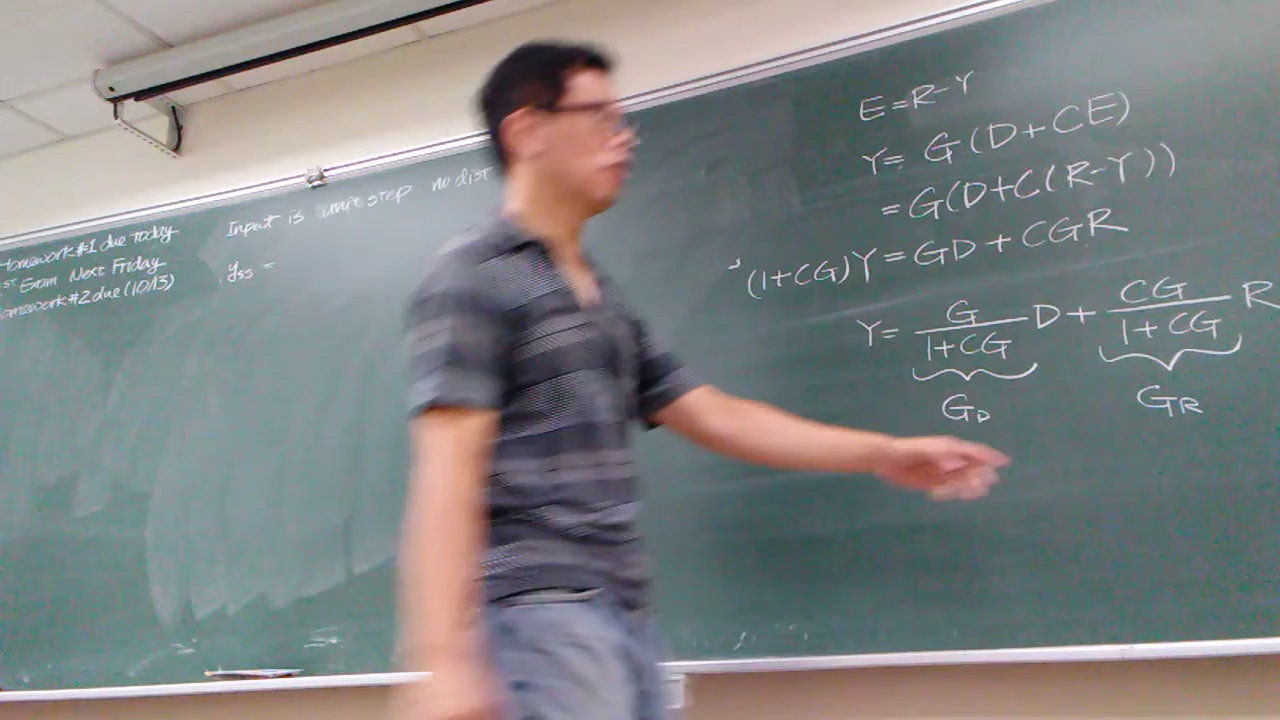 Homework #1 due today
1st Exam Next Friday
Homework #2 due (10/13)
Input is unit step no dist
yss =
E = R - Y
Y = G(D + CE)
= G(D + C(R - Y))
(1 + CG)Y = GD + CGR
Y = G/(1 + CG) D + CG/(1 + CG) R
GD GR